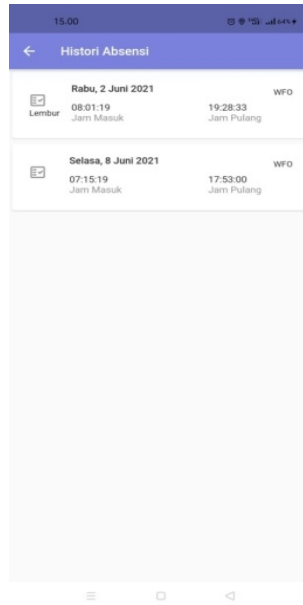 15.00
64%
Histori Absensi
Rabu, 2 Juni 2021 WFO
Lembur 08:01:19 19:28:33
Jam Masuk Jam Pulang
Selasa, 8 Juni 2021 WFO
07:15:19 17:53:00
Jam Masuk Jam Pulang